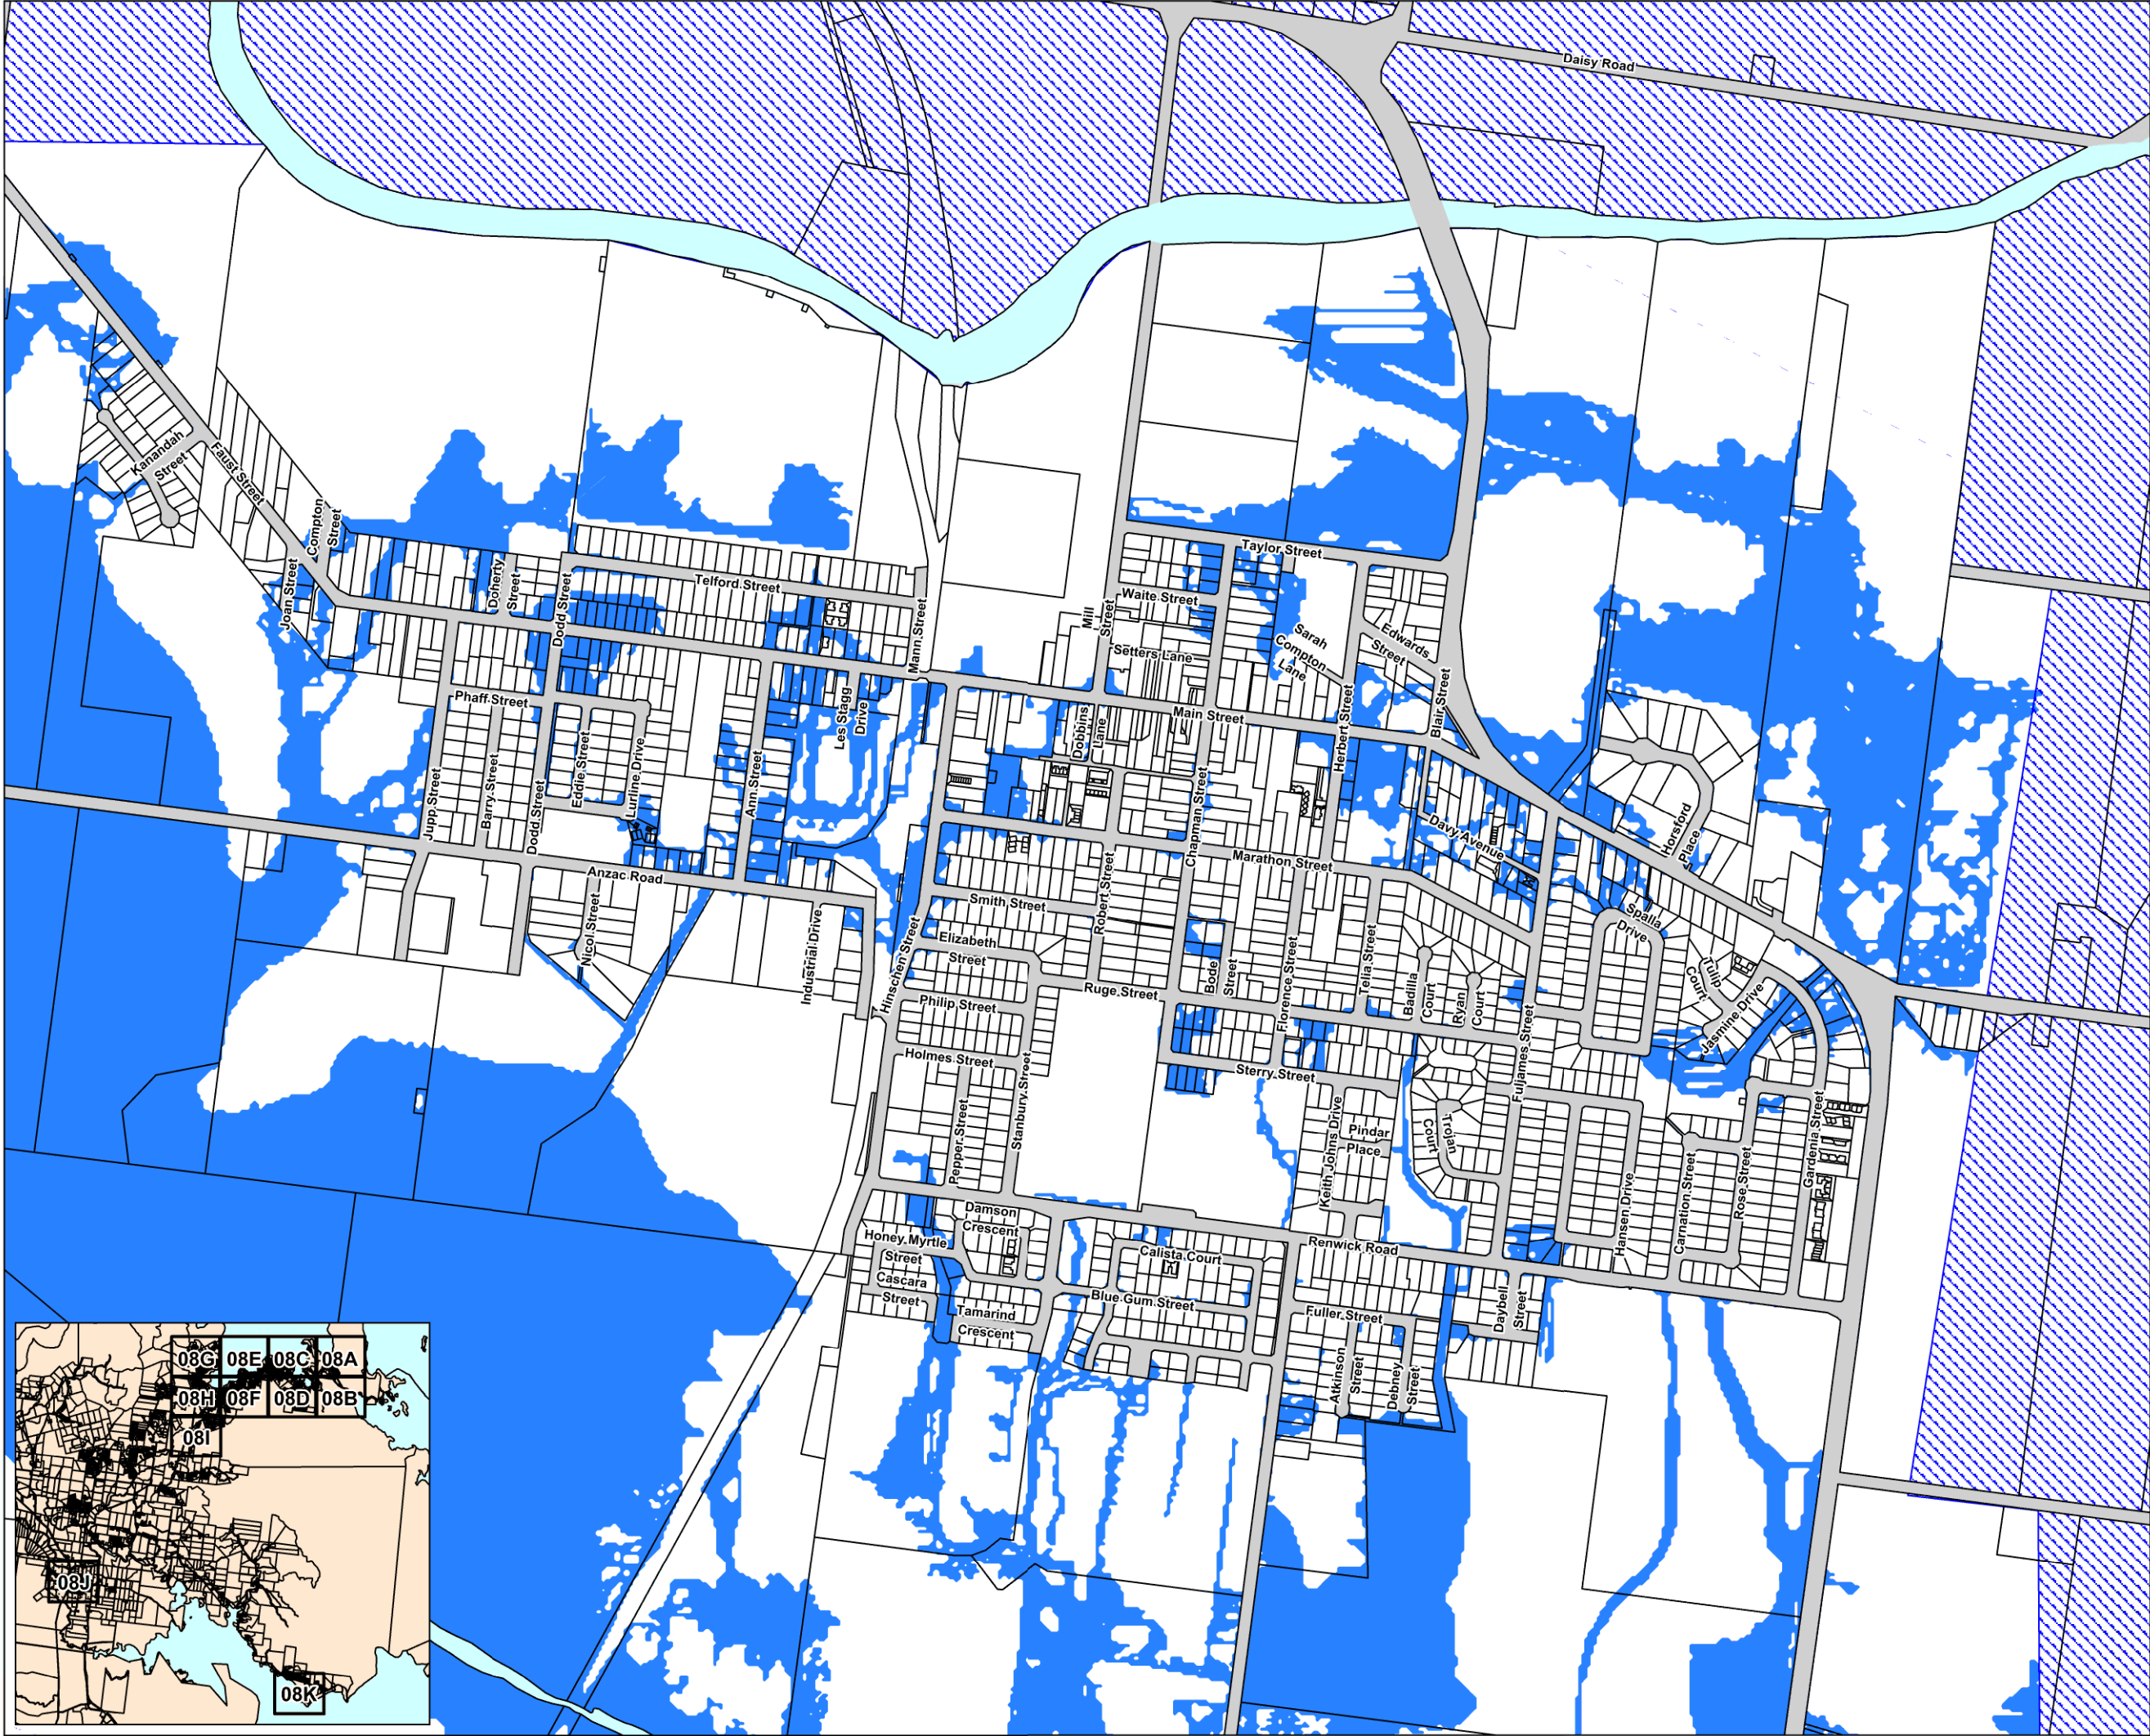 Daisy Road
Kanandah
Street
Faust Street
Compton
Street
Joan Street
Doherty
Street
Dodd Street
Telford Street
Mann Street
Taylor Street
Waite Street
Mill
Street
Setters Lane
Sarah
Compton
Lane
Edwards
Street
Herbert Street
Blair Street
Main Street
Phaff Street
Les Stagg
Drive
Dobbins
Lane
Jupp Street
Barry Street
Dodd Street
Eddie Street
Lurline Drive
Ann Street
Chapman Street
Davy Avenue
Horsford
Place
Marathon Street
Anzac Road
Robert Street
Smith Street
Nicol Street
Industrial Drive
Hinschen Street
Elizabeth
Street
Bode
Street
Florence Street
Telia Street
Badilla
Court
Ryan
Court
Spalla
Drive
Tulip
Court
Jasmine Drive
Ruge Street
Philip Street
Fuljames Street
Holmes Street
Stanbury Street
Sterry Street
Pepper Street
Keith Johns Drive
Pindar
Place
Trojan
Court
Hansen Drive
Carnation Street
Rose Street
Gardenia Street
Damson
Crescent
Honey Myrtle
Street
Cascara
Street
Calista Court
Renwick Road
Blue Gum Street
Tamarind
Crescent
Fuller Street
Daybell
Street
Atkinson
Street
Debney
Street
08G 08E 08C 08A
08H 08F 08D 08B
08I
08J
08K